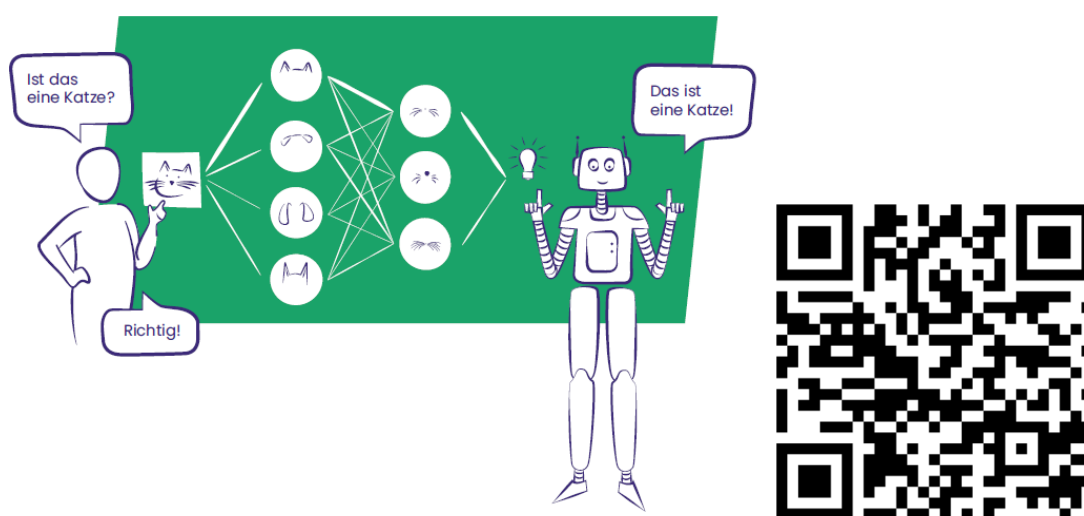 Ist das
eine Katze?
Das ist
eine Katze!
Richtig!